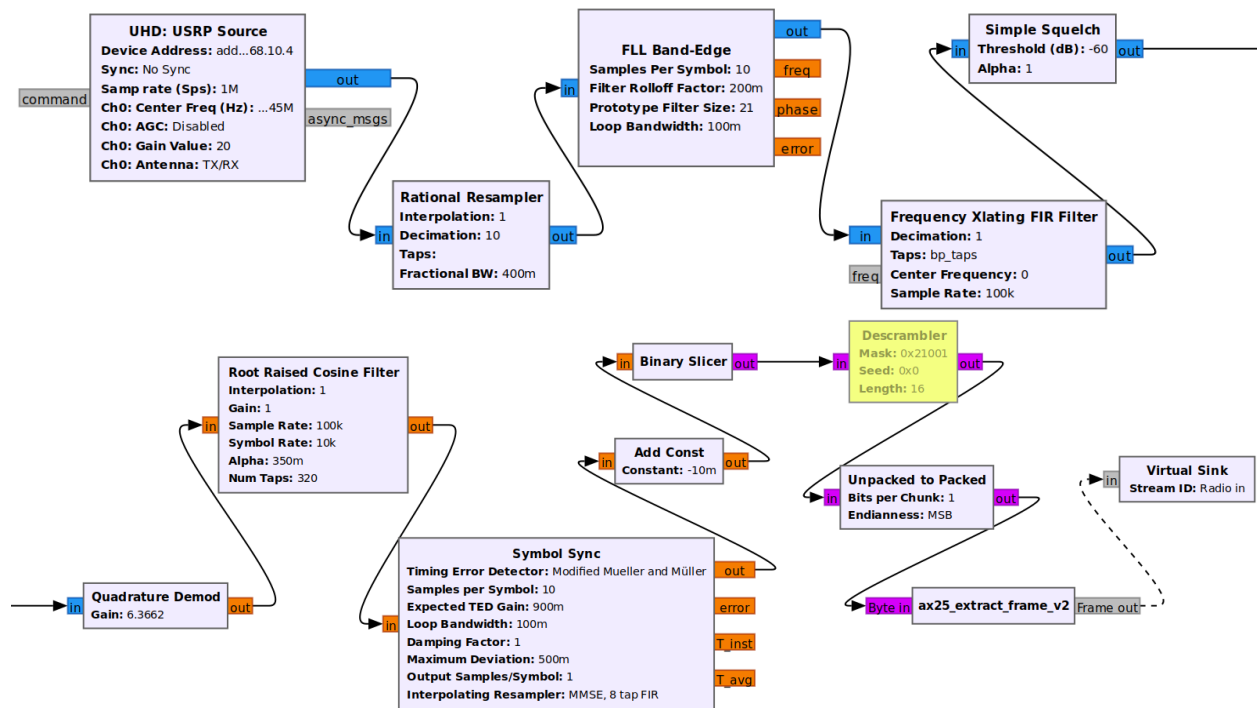 UHD: USRP Source
Device Address: add...68.10.4
Sync: No Sync
Samp rate (Sps): 1M
Ch0: Center Freq (Hz): ...45M
Ch0: AGC: Disabled
Ch0: Gain Value: 20
Ch0: Antenna: TX/RX
command
out
async_msgs
Rational Resampler
Interpolation: 1
Decimation: 10
Taps:
Fractional BW: 400m
in
out
FLL Band-Edge
Samples Per Symbol: 10
Filter Rolloff Factor: 200m
Prototype Filter Size: 21
Loop Bandwidth: 100m
in
out
freq
phase
error
Frequency Xlating FIR Filter
Decimation: 1
Taps: bp_taps
Center Frequency: 0
Sample Rate: 100k
in
freq
out
Simple Squelch
Threshold (dB): -60
Alpha: 1
in
out
Quadrature Demod
Gain: 6.3662
in
out
Root Raised Cosine Filter
Interpolation: 1
Gain: 1
Sample Rate: 100k
Symbol Rate: 10k
Alpha: 350m
Num Taps: 320
in
out
Symbol Sync
Timing Error Detector: Modified Mueller and Müller
Samples per Symbol: 10
Expected TED Gain: 900m
Loop Bandwidth: 100m
Damping Factor: 1
Maximum Deviation: 500m
Output Samples/Symbol: 1
Interpolating Resampler: MMSE, 8 tap FIR
in
out
error
T_inst
T_avg
Add Const
Constant: -10m
in
out
Binary Slicer
in
out
Descrambler
Mask: 0x21001
Seed: 0x0
Length: 16
in
out
Unpacked to Packed
Bits per Chunk: 1
Endianness: MSB
in
out
ax25_extract_frame_v2
Byte in
Frame out
Virtual Sink
Stream ID: Radio in
in